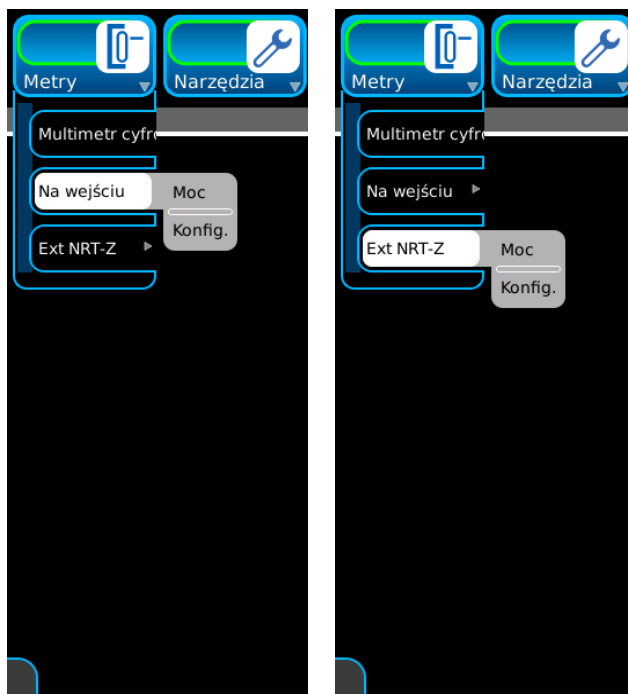 Metry
Narzędzia
Multimetr cyfr
Na wejściu
Moc
Konfig.
Ext NRT-Z
Metry
Narzędzia
Multimetr cyfr
Na wejściu
Ext NRT-Z
Moc
Konfig.